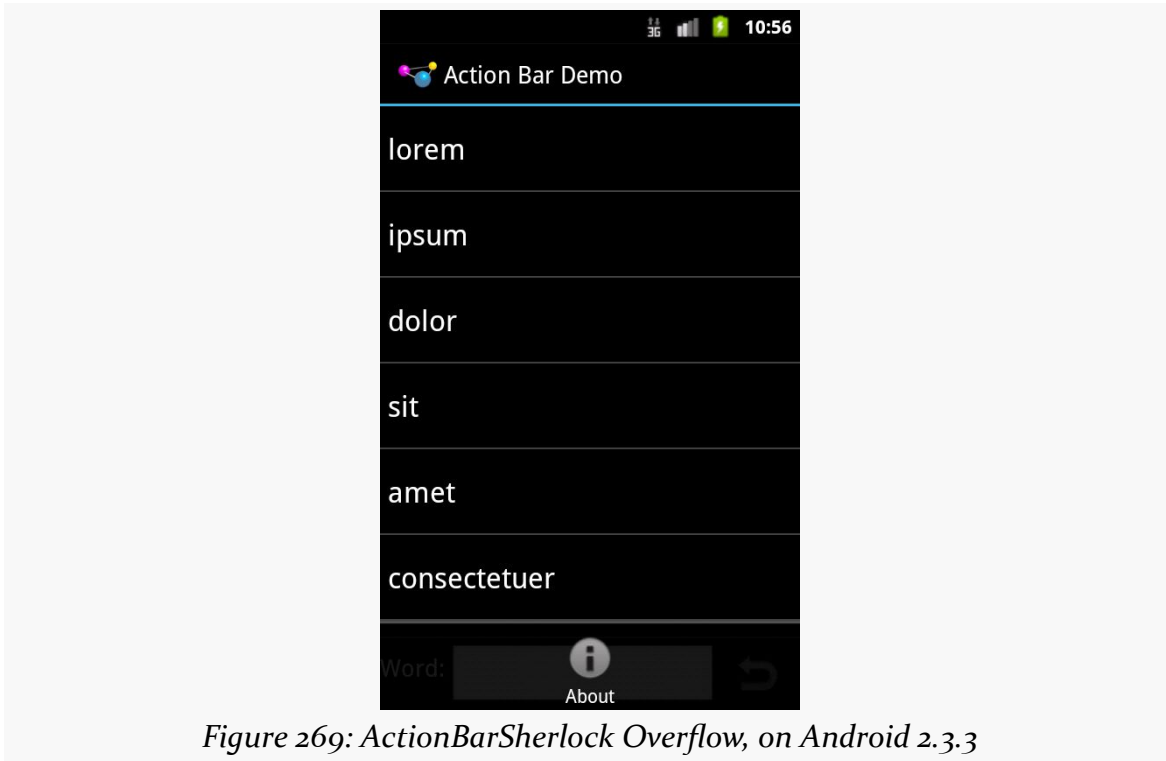 3G 10:56
Action Bar Demo
lorem
ipsum
dolor
sit
amet
consectetuer
Word:
About
Figure 269: ActionBarSherlock Overflow, on Android 2.3.3